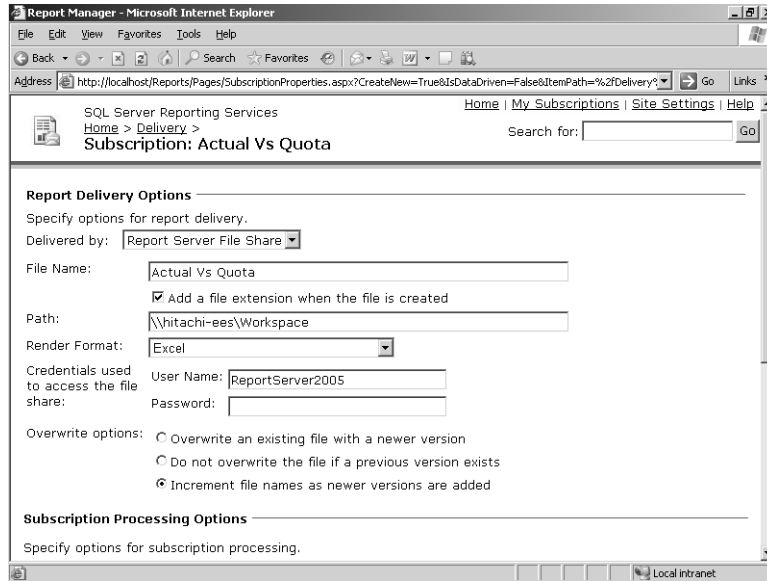 Report Manager - Microsoft Internet Explorer
File Edit View Favorites Tools Help
Back Search Favorites
Address http://localhost/Reports/Pages/SubscriptionProperties.aspx?CreateNew=True&IsDataDriven=False&ItemPath=%2fDelivery% Go Links »
Home | My Subscriptions | Site Settings | Help
SQL Server Reporting Services
Home > Delivery >
Subscription: Actual Vs Quota
Search for: Go
Report Delivery Options
Specify options for report delivery.
Delivered by: Report Server File Share
File Name: Actual Vs Quota
Add a file extension when the file is created
Path: \\hitachi-ees\Workspace
Render Format: Excel
Credentials used to access the file share:
User Name: ReportServer2005
Password:
Overwrite options: Overwrite an existing file with a newer version
Do not overwrite the file if a previous version exists
Increment file names as newer versions are added
Subscription Processing Options
Specify options for subscription processing.
Local intranet